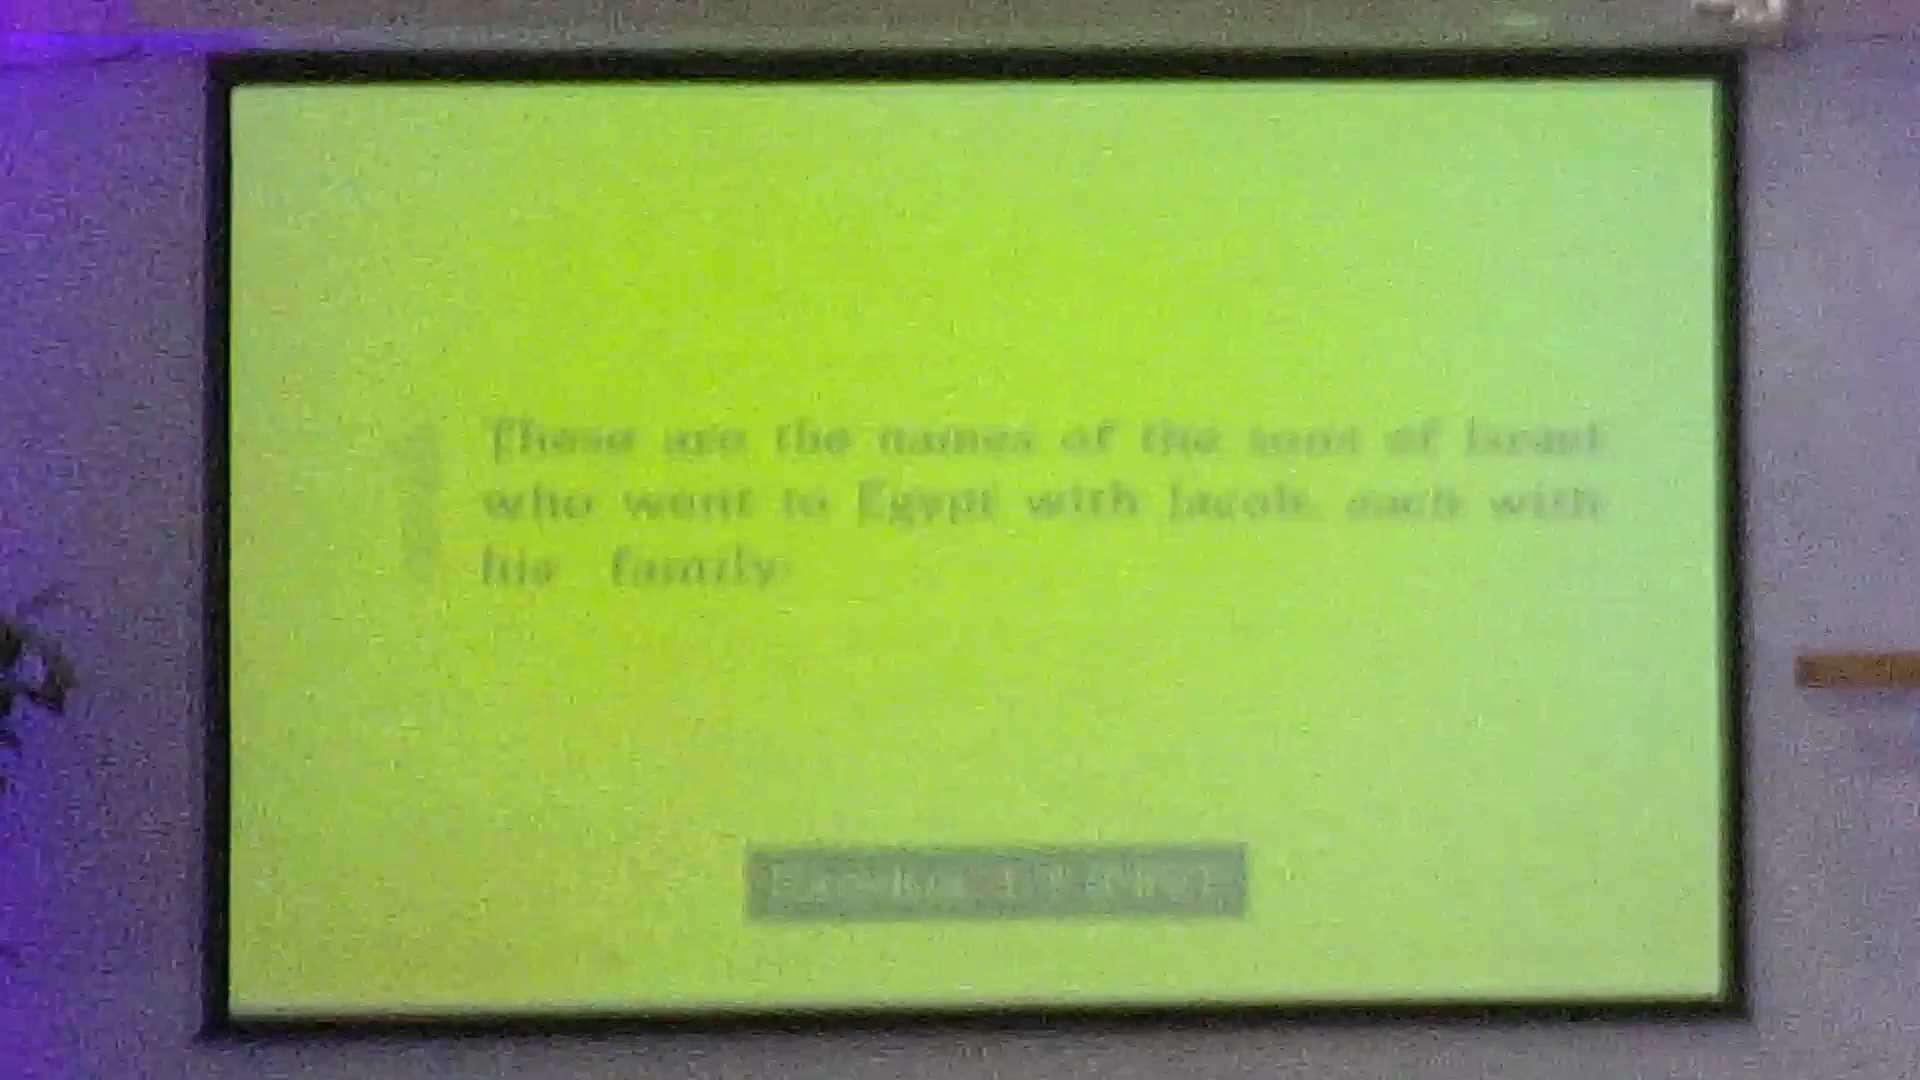 These are the names of the sons of Israel
who went to Egypt with Jacob, each with
his family: